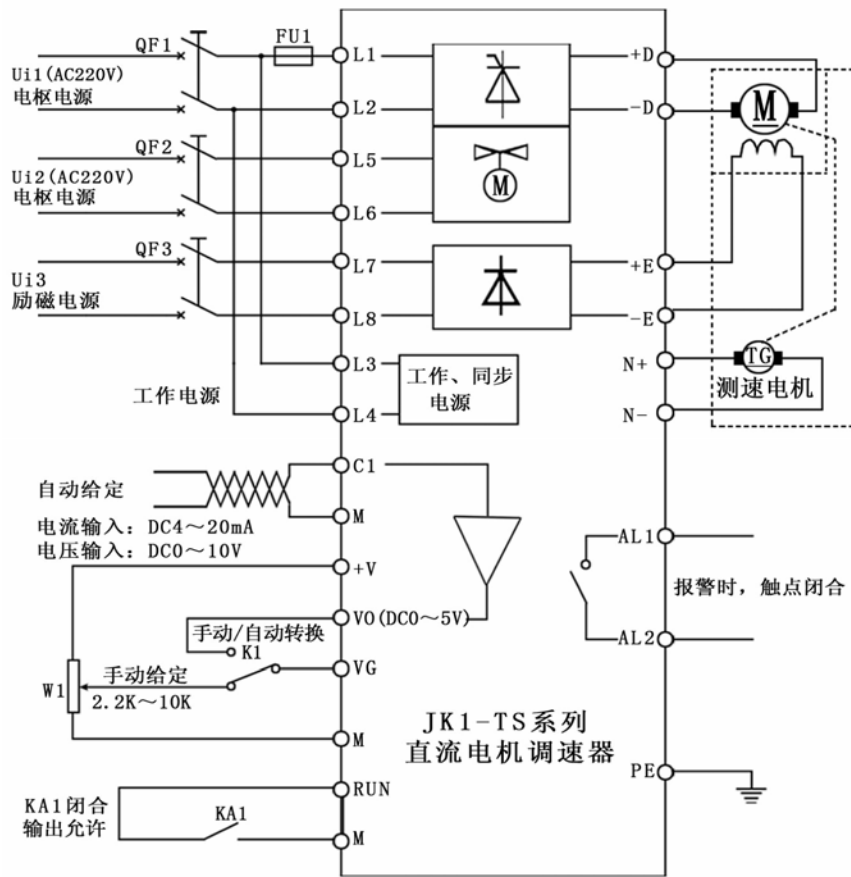 QF1
FU1
L1
+D
Ui1(AC220V)
电枢电源
L2
-D
M
QF2
L5
Ui2(AC220V)
电枢电源
M
L6
QF3
L7
+E
Ui3
励磁电源
L8
-E
L3
N+
TG
工作电源
工作、同步
电源
测速电机
L4
N-
C1
自动给定
M
电流输入:DC4～20mA
电压输入:DC0～10V
AL1
+V
报警时,触点闭合
VO(DC0～5V)
手动/自动转换
K1
AL2
VG
手动给定
W1
2.2K～10K
JK1-TS系列
直流电机调速器
M
PE
RUN
KA1闭合
输出允许
KA1
M